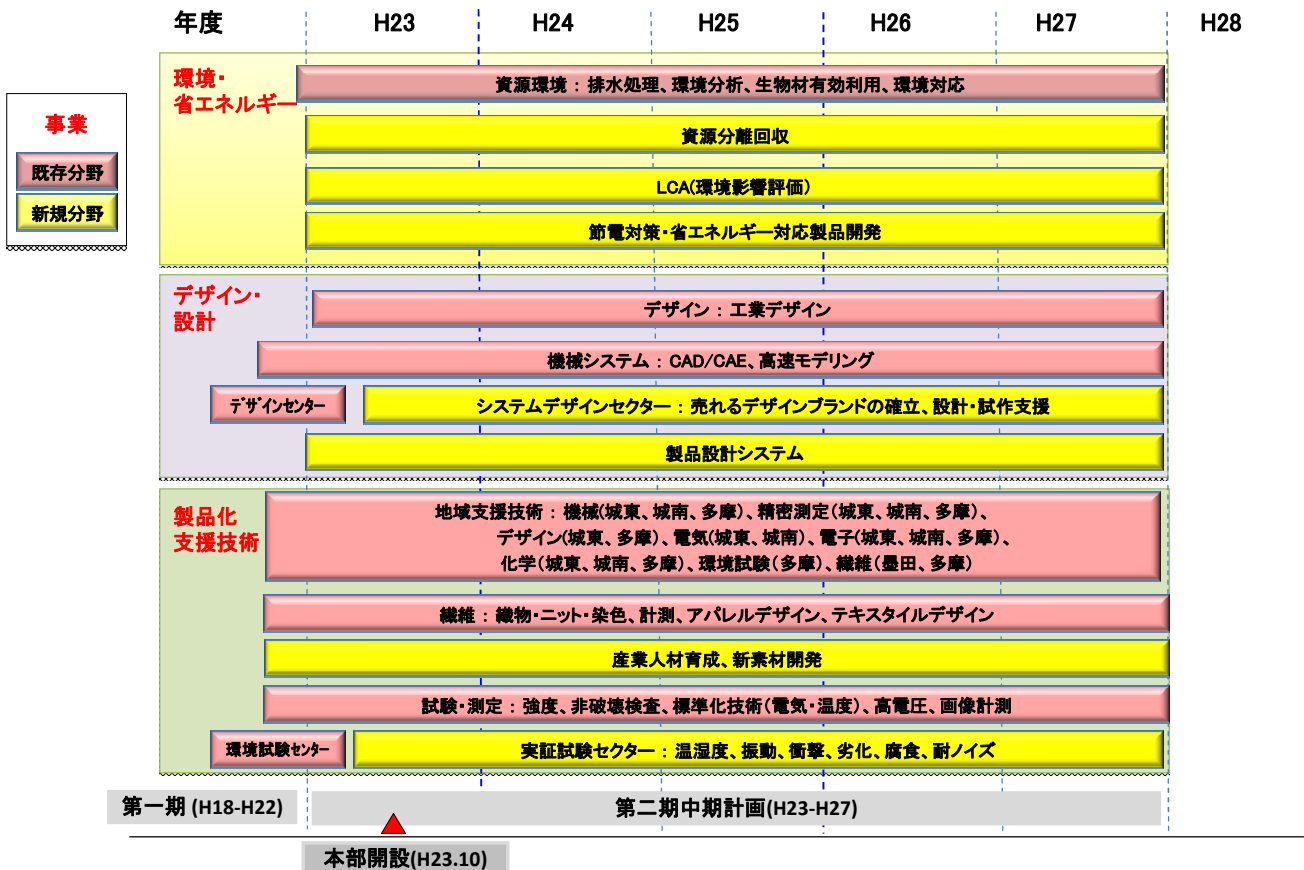 年度 H23 H24 H25 H26 H27 H28
事業
既存分野
新規分野
環境・
省エネルギー
資源環境 : 排水処理、環境分析、生物材有効利用、環境対応
資源分離回収
LCA(環境影響評価)
節電対策・省エネルギー対応製品開発
デザイン・
設計
デザイン : 工業デザイン
機械システム : CAD/CAE、高速モデリング
デザインセンター
システムデザインセクター : 売れるデザインブランドの確立、設計・試作支援
製品設計システム
製品化
支援技術
地域支援技術 : 機械(城東、城南、多摩)、精密測定(城東、城南、多摩)、
デザイン(城東、多摩)、電気(城東、城南)、電子(城東、城南、多摩)、
化学(城東、城南、多摩)、環境試験(多摩)、繊維(墨田、多摩)
繊維 : 織物・ニット・染色、計測、アパレルデザイン、テキスタイルデザイン
産業人材育成、新素材開発
試験・測定 : 強度、非破壊検査、標準化技術(電気・温度)、高電圧、画像計測
環境試験センター
実証試験セクター : 温湿度、振動、衝撃、劣化、腐食、耐ノイズ
第一期 (H18-H22)
第二期中期計画(H23-H27)
本部開設(H23.10)